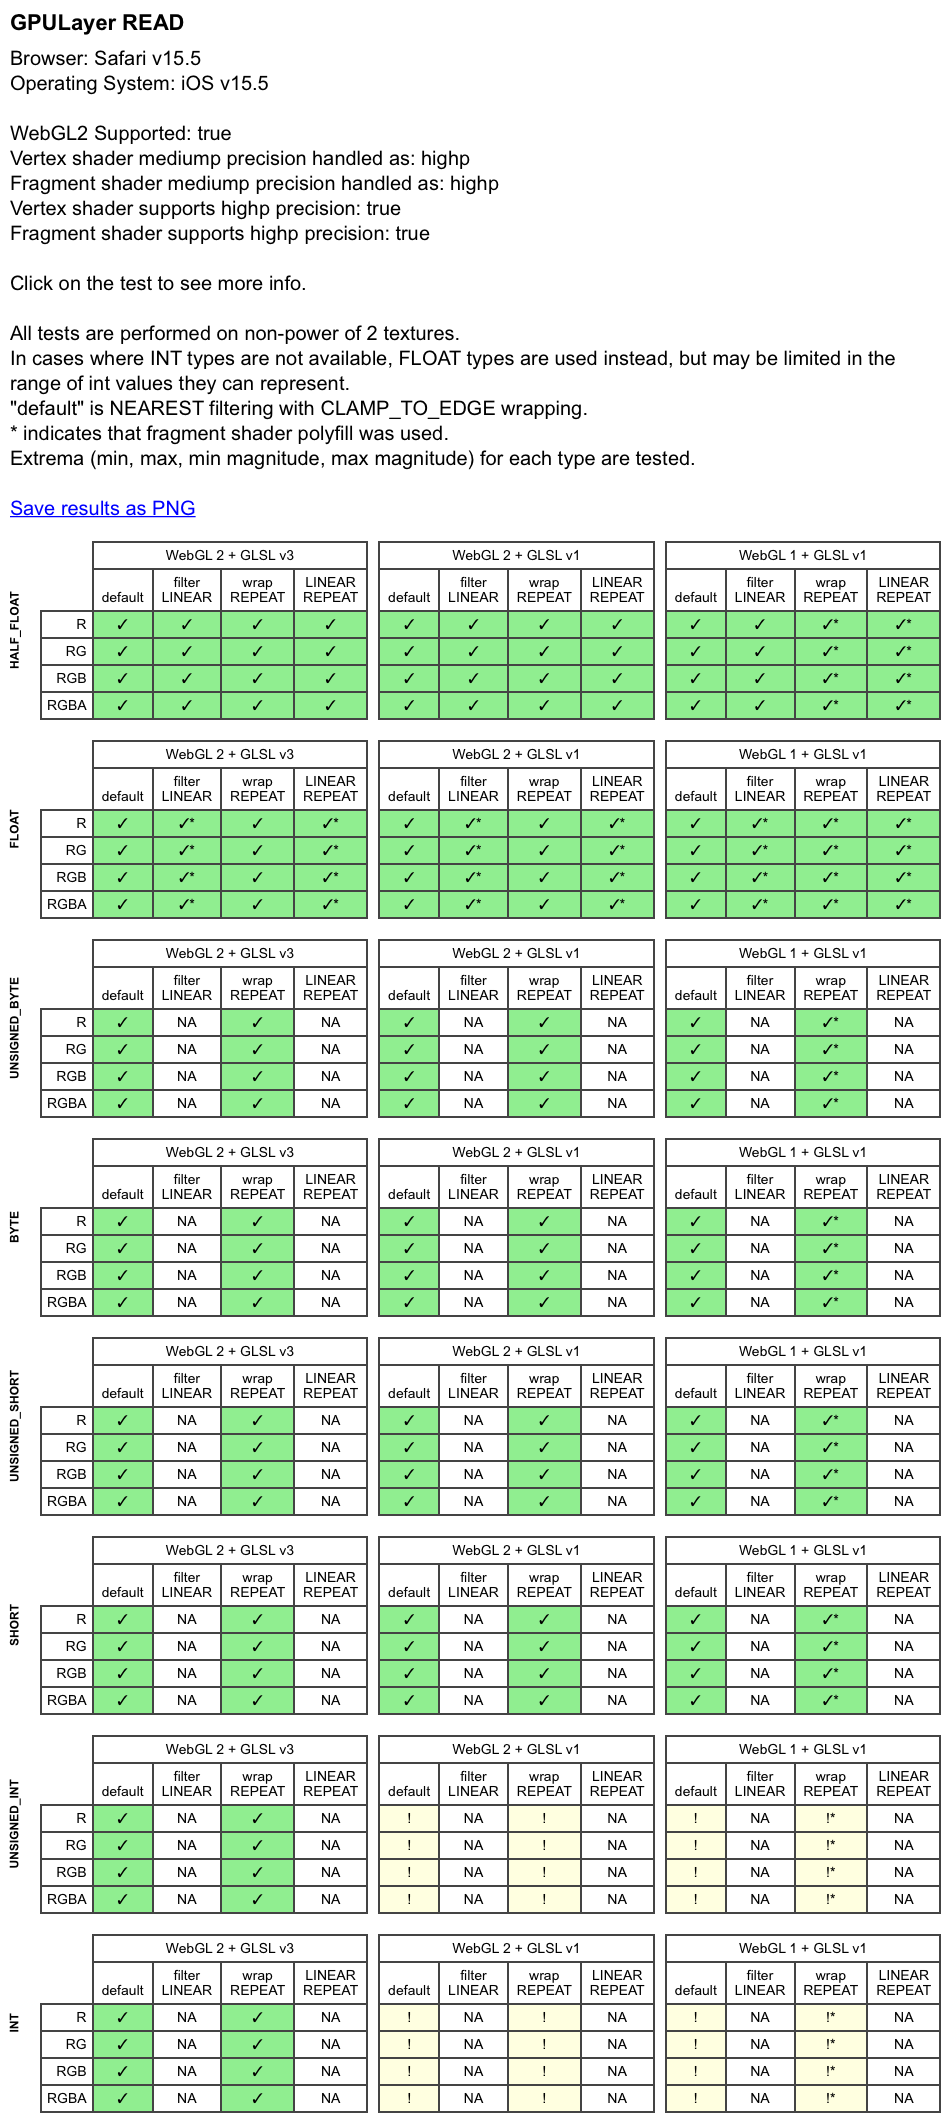 GPULayer READ
Browser: Safari v15.5
Operating System: iOS v15.5
WebGL2 Supported: true
Vertex shader mediump precision handled as: highp
Fragment shader mediump precision handled as: highp
Vertex shader supports highp precision: true
Fragment shader supports highp precision: true
Click on the test to see more info.
All tests are performed on non-power of 2 textures.
In cases where INT types are not available, FLOAT types are used instead, but may be limited in the
range of int values they can represent.
"default" is NEAREST filtering with CLAMP_TO_EDGE wrapping.
* indicates that fragment shader polyfill was used.
Extrema (min, max, min magnitude, max magnitude) for each type are tested.
Save results as PNG
HALF_FLOAT
WebGL 2 + GLSL v3 WebGL 2 + GLSL v1 WebGL 1 + GLSL v1
filter wrap LINEAR filter wrap LINEAR filter wrap LINEAR
default LINEAR REPEAT REPEAT default LINEAR REPEAT REPEAT default LINEAR REPEAT REPEAT
R ✓ ✓ ✓ ✓ ✓ ✓ ✓ ✓ ✓ ✓ ✓* ✓*
RG ✓ ✓ ✓ ✓ ✓ ✓ ✓ ✓ ✓ ✓ ✓* ✓*
RGB ✓ ✓ ✓ ✓ ✓ ✓ ✓ ✓ ✓ ✓ ✓* ✓*
RGBA ✓ ✓ ✓ ✓ ✓ ✓ ✓ ✓ ✓ ✓ ✓* ✓*
FLOAT
WebGL 2 + GLSL v3 WebGL 2 + GLSL v1 WebGL 1 + GLSL v1
filter wrap LINEAR filter wrap LINEAR filter wrap LINEAR
default LINEAR REPEAT REPEAT default LINEAR REPEAT REPEAT default LINEAR REPEAT REPEAT
R ✓ ✓* ✓ ✓* ✓ ✓* ✓ ✓* ✓ ✓* ✓* ✓*
RG ✓ ✓* ✓ ✓* ✓ ✓* ✓ ✓* ✓ ✓* ✓* ✓*
RGB ✓ ✓* ✓ ✓* ✓ ✓* ✓ ✓* ✓ ✓* ✓* ✓*
RGBA ✓ ✓* ✓ ✓* ✓ ✓* ✓ ✓* ✓ ✓* ✓* ✓*
UNSIGNED_BYTE
WebGL 2 + GLSL v3 WebGL 2 + GLSL v1 WebGL 1 + GLSL v1
filter wrap LINEAR filter wrap LINEAR filter wrap LINEAR
default LINEAR REPEAT REPEAT default LINEAR REPEAT REPEAT default LINEAR REPEAT REPEAT
R ✓ NA ✓ NA ✓ NA ✓ NA ✓ NA ✓* NA
RG ✓ NA ✓ NA ✓ NA ✓ NA ✓ NA ✓* NA
RGB ✓ NA ✓ NA ✓ NA ✓ NA ✓ NA ✓* NA
RGBA ✓ NA ✓ NA ✓ NA ✓ NA ✓ NA ✓* NA
BYTE
WebGL 2 + GLSL v3 WebGL 2 + GLSL v1 WebGL 1 + GLSL v1
filter wrap LINEAR filter wrap LINEAR filter wrap LINEAR
default LINEAR REPEAT REPEAT default LINEAR REPEAT REPEAT default LINEAR REPEAT REPEAT
R ✓ NA ✓ NA ✓ NA ✓ NA ✓ NA ✓* NA
RG ✓ NA ✓ NA ✓ NA ✓ NA ✓ NA ✓* NA
RGB ✓ NA ✓ NA ✓ NA ✓ NA ✓ NA ✓* NA
RGBA ✓ NA ✓ NA ✓ NA ✓ NA ✓ NA ✓* NA
UNSIGNED_SHORT
WebGL 2 + GLSL v3 WebGL 2 + GLSL v1 WebGL 1 + GLSL v1
filter wrap LINEAR filter wrap LINEAR filter wrap LINEAR
default LINEAR REPEAT REPEAT default LINEAR REPEAT REPEAT default LINEAR REPEAT REPEAT
R ✓ NA ✓ NA ✓ NA ✓ NA ✓ NA ✓* NA
RG ✓ NA ✓ NA ✓ NA ✓ NA ✓ NA ✓* NA
RGB ✓ NA ✓ NA ✓ NA ✓ NA ✓ NA ✓* NA
RGBA ✓ NA ✓ NA ✓ NA ✓ NA ✓ NA ✓* NA
SHORT
WebGL 2 + GLSL v3 WebGL 2 + GLSL v1 WebGL 1 + GLSL v1
filter wrap LINEAR filter wrap LINEAR filter wrap LINEAR
default LINEAR REPEAT REPEAT default LINEAR REPEAT REPEAT default LINEAR REPEAT REPEAT
R ✓ NA ✓ NA ✓ NA ✓ NA ✓ NA ✓* NA
RG ✓ NA ✓ NA ✓ NA ✓ NA ✓ NA ✓* NA
RGB ✓ NA ✓ NA ✓ NA ✓ NA ✓ NA ✓* NA
RGBA ✓ NA ✓ NA ✓ NA ✓ NA ✓ NA ✓* NA
UNSIGNED_INT
WebGL 2 + GLSL v3 WebGL 2 + GLSL v1 WebGL 1 + GLSL v1
filter wrap LINEAR filter wrap LINEAR filter wrap LINEAR
default LINEAR REPEAT REPEAT default LINEAR REPEAT REPEAT default LINEAR REPEAT REPEAT
R ✓ NA ✓ NA ! NA ! NA ! NA !* NA
RG ✓ NA ✓ NA ! NA ! NA ! NA !* NA
RGB ✓ NA ✓ NA ! NA ! NA ! NA !* NA
RGBA ✓ NA ✓ NA ! NA ! NA ! NA !* NA
INT
WebGL 2 + GLSL v3 WebGL 2 + GLSL v1 WebGL 1 + GLSL v1
filter wrap LINEAR filter wrap LINEAR filter wrap LINEAR
default LINEAR REPEAT REPEAT default LINEAR REPEAT REPEAT default LINEAR REPEAT REPEAT
R ✓ NA ✓ NA ! NA ! NA ! NA !* NA
RG ✓ NA ✓ NA ! NA ! NA ! NA !* NA
RGB ✓ NA ✓ NA ! NA ! NA ! NA !* NA
RGBA ✓ NA ✓ NA ! NA ! NA ! NA !* NA